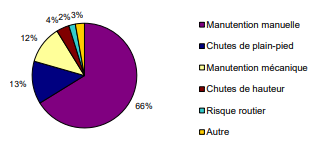 4%
2%
3%
12%
13%
66%
Manutention manuelle
Chutes de plain-pied
Manutention mécanique
Chutes de hauteur
Risque routier
Autre